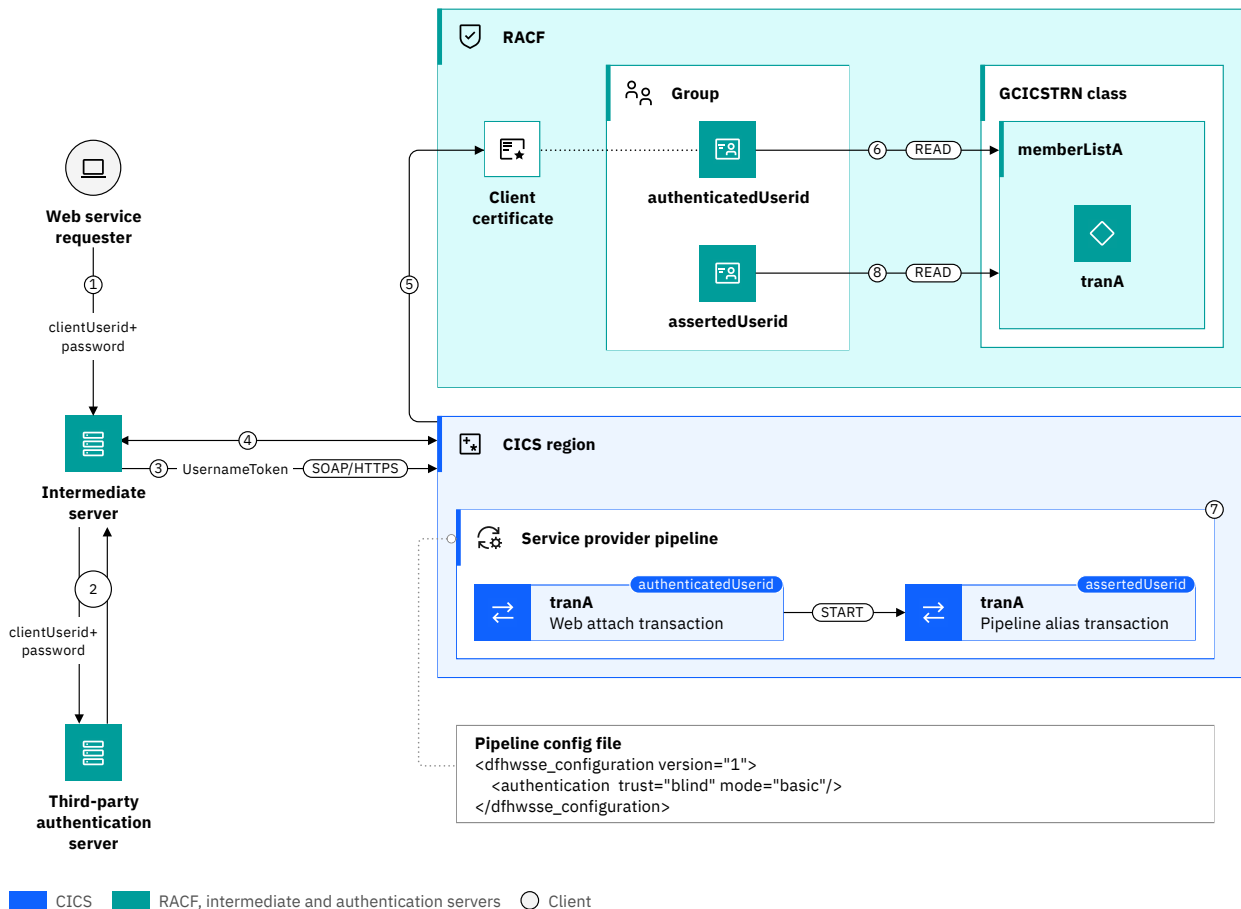 RACF
Group
GCICSTRN class
memberListA
6
READ
authenticatedUserid
Client
certificate
Web service
requester
tranA
8
READ
assertedUserid
1
5
clientUserid+
password
4
CICS region
3
UsernameToken
SOAP/HTTPS
Intermediate
server
7
Service provider pipeline
2
authenticatedUserid
tranA
Web attach transaction
START
assertedUserid
tranA
Pipeline alias transaction
clientUserid+
password
Pipeline config file
<dfhwsse_configuration version="1">
<authentication trust="blind" mode="basic"/>
</dfhwsse_configuration>
Third-party
authentication
server
CICS
RACF, intermediate and authentication servers
Client